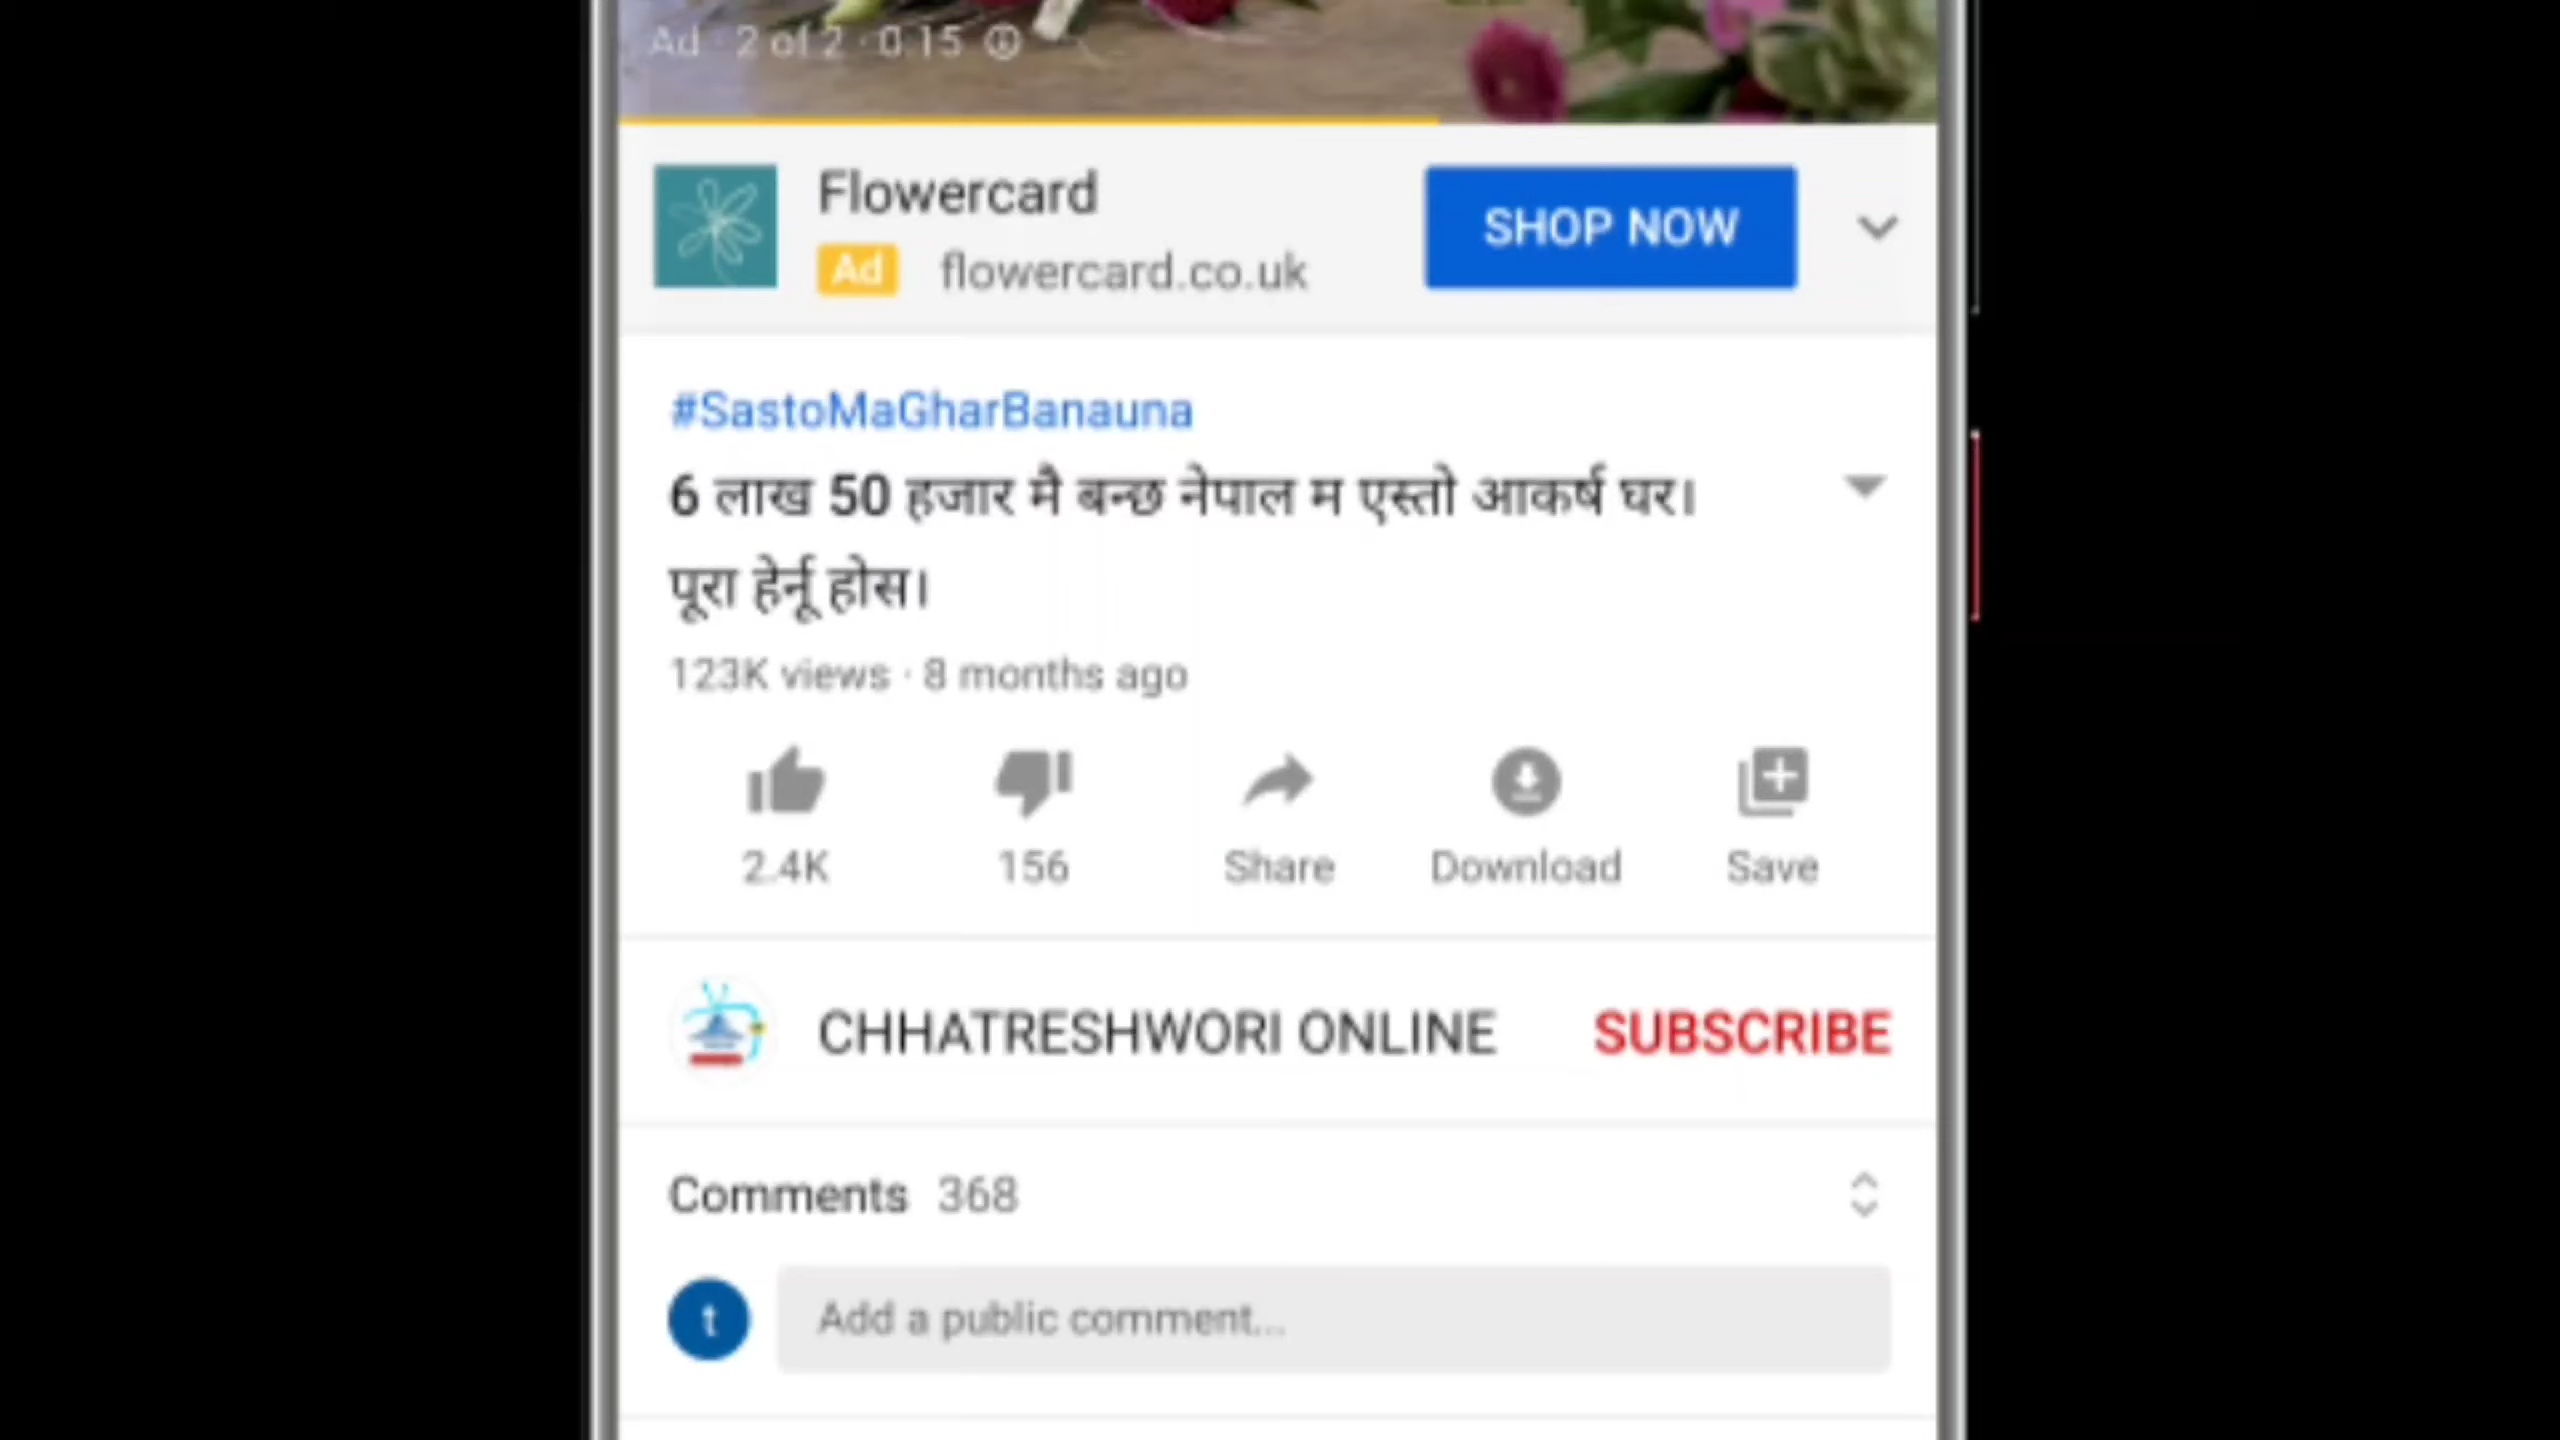 Ad · 2 of 2 · 0:15
Flowercard
SHOP NOW
Ad flowercard.co.uk
#SastoMaGharBanauna
6 लाख 50 हजार मै बन्छ नेपाल म एस्तो आकर्ष घर।
पूरा हेर्नू होस।
123K views · 8 months ago
2.4K 156 Share Download Save
CHHATRESHWORI ONLINE SUBSCRIBE
Comments 368
t Add a public comment...